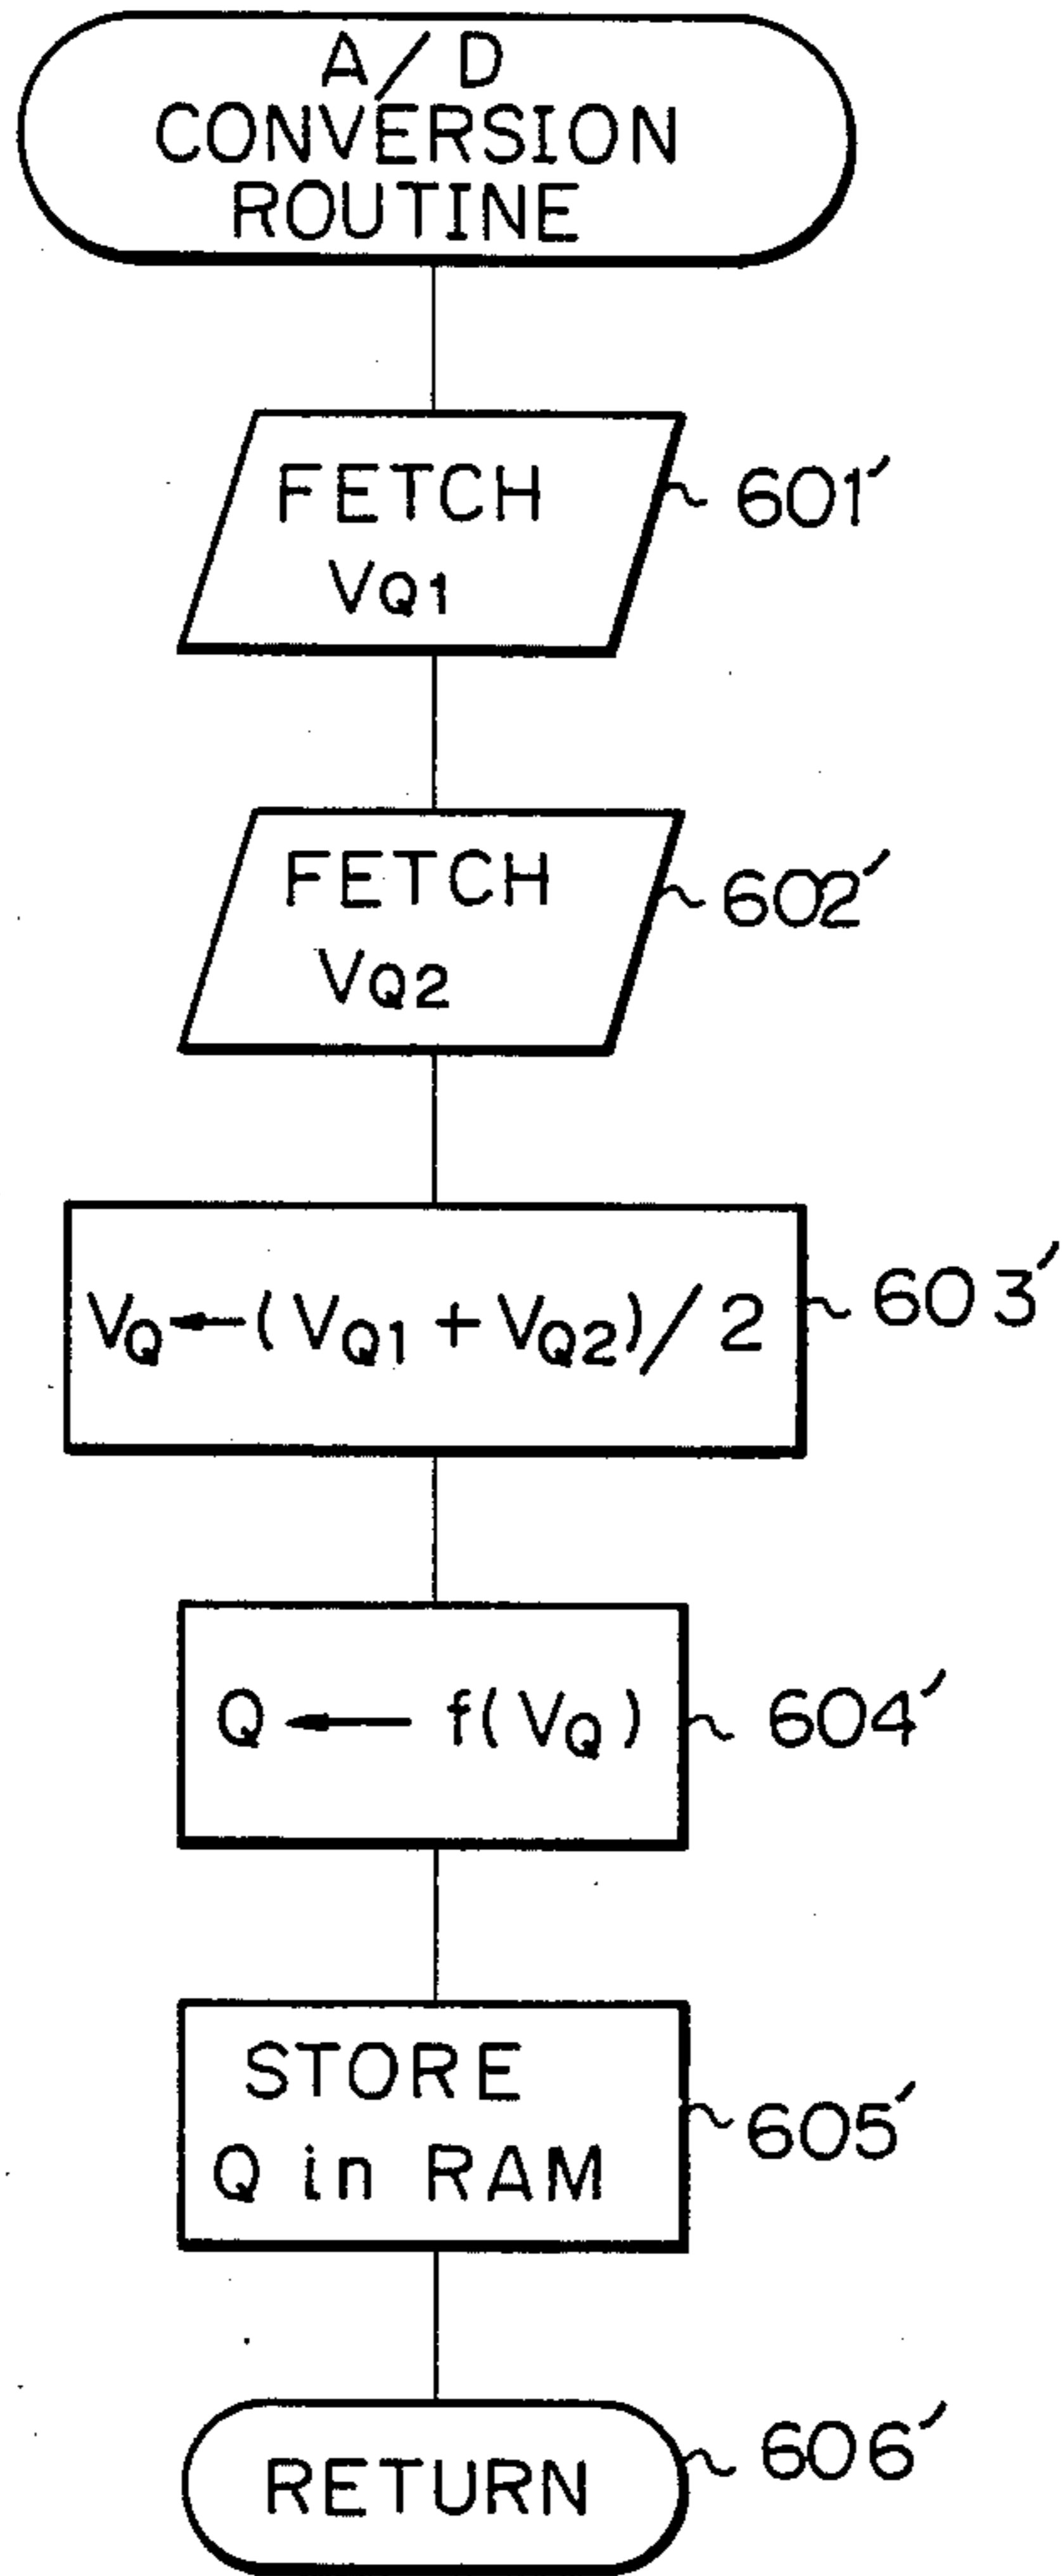 A/D
CONVERSION
ROUTINE
FETCH
VQ1
601'
FETCH
VQ2
602'
VQ←(VQ1+VQ2)/2
603'
Q ← f(VQ)
604'
STORE
Q in RAM
605'
RETURN
606'